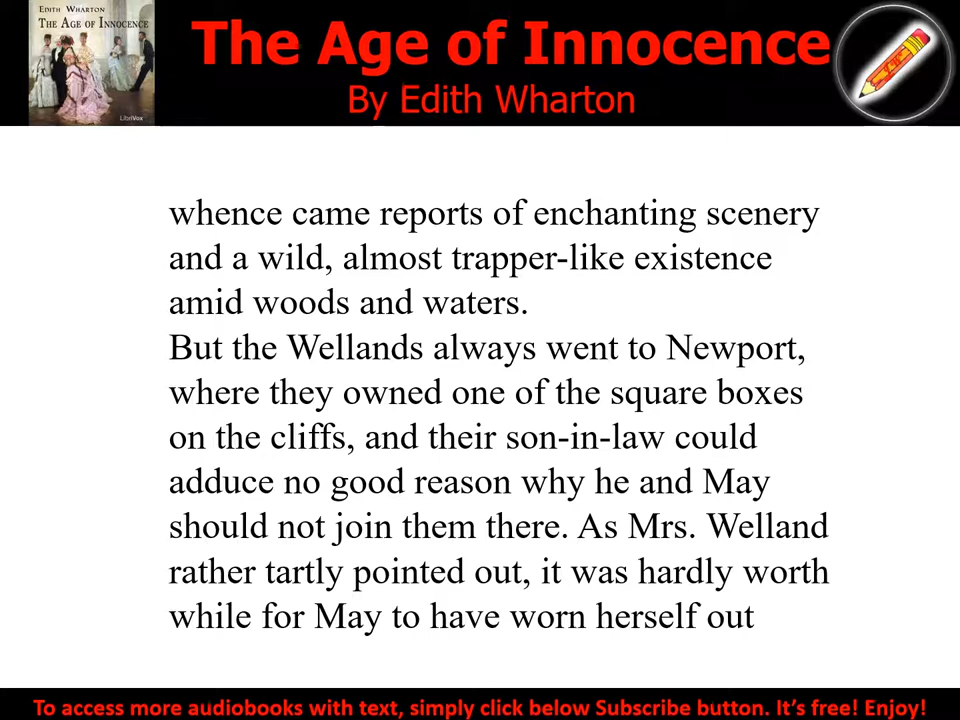 EDITH WHARTON
THE AGE OF INNOCENCE
LibriVox
The Age of Innocence
By Edith Wharton
whence came reports of enchanting scenery
and a wild, almost trapper-like existence
amid woods and waters.
But the Wellands always went to Newport,
where they owned one of the square boxes
on the cliffs, and their son-in-law could
adduce no good reason why he and May
should not join them there. As Mrs. Welland
rather tartly pointed out, it was hardly worth
while for May to have worn herself out
To access more audiobooks with text, simply click below Subscribe button. It's free! Enjoy!